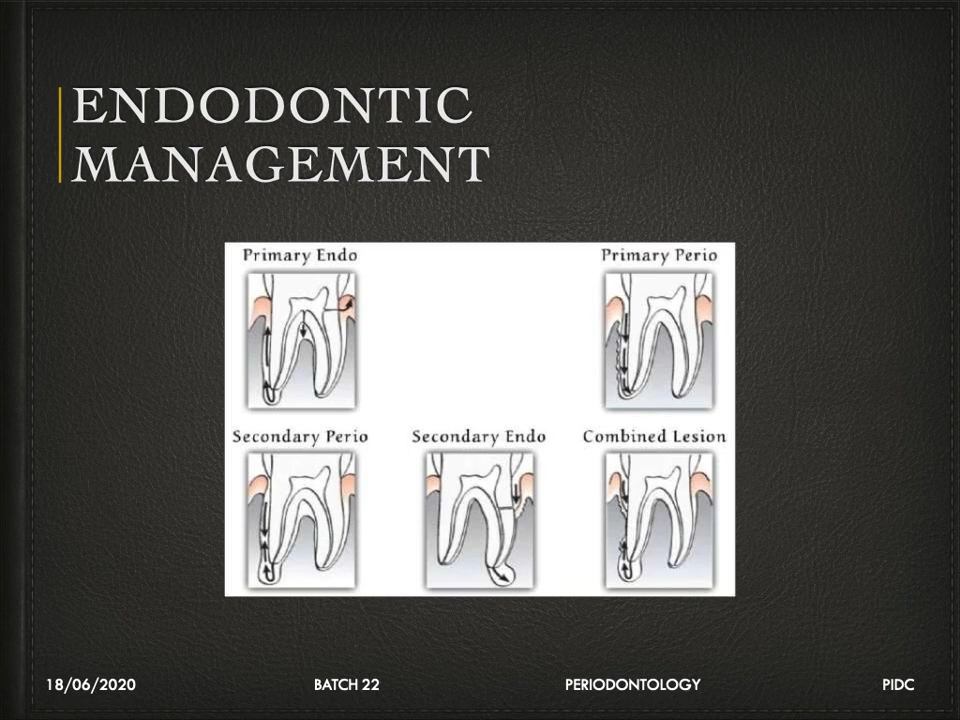 ENDODONTIC
MANAGEMENT
Primary Endo
Primary Perio
Secondary Perio
Secondary Endo
Combined Lesion
18/06/2020
BATCH 22
PERIODONTOLOGY
PIDC